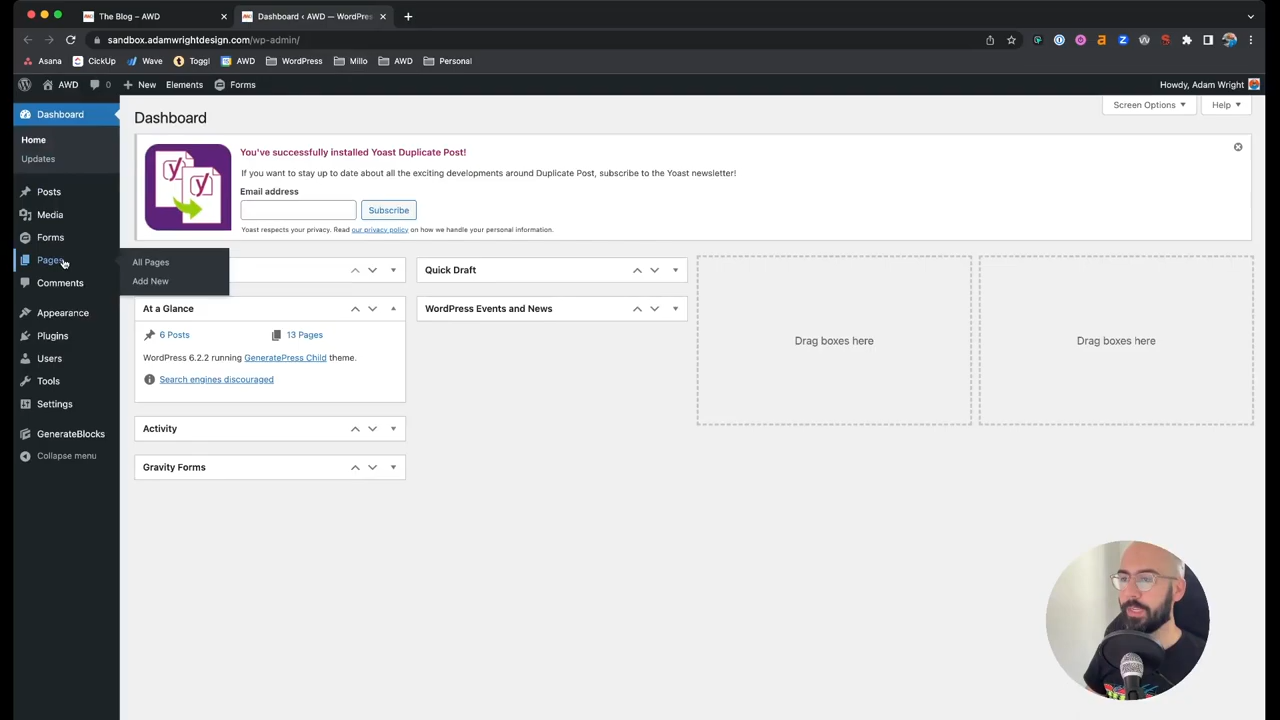 The Blog – AWD
Dashboard ‹ AWD — WordPre
sandbox.adamwrightdesign.com/wp-admin/
Asana
ClickUp
Wave
Toggl
AWD
WordPress
Millo
AWD
Personal
AWD
0
New
Elements
Forms
Howdy, Adam Wright
Dashboard
Home
Updates
Posts
Media
Forms
Pages
Comments
Appearance
Plugins
Users
Tools
Settings
GenerateBlocks
Collapse menu
All Pages
Add New
Dashboard
Screen Options
Help
You've successfully installed Yoast Duplicate Post!
If you want to stay up to date about all the exciting developments around Duplicate Post, subscribe to the Yoast newsletter!
Email address
Subscribe
Yoast respects your privacy. Read our privacy policy on how we handle your personal information.
At a Glance
6 Posts
13 Pages
WordPress 6.2.2 running GeneratePress Child theme.
Search engines discouraged
Activity
Gravity Forms
Quick Draft
WordPress Events and News
Drag boxes here
Drag boxes here